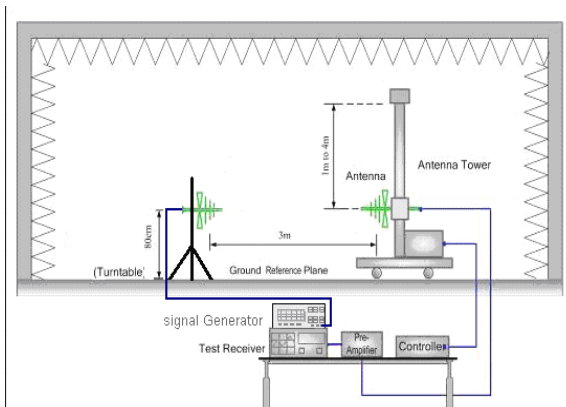 1m to 4m
Antenna Tower
Antenna
80cm
3m
(Turntable)
Ground Reference Plane
signal Generator
Test Receiver
Pre-
Amplifier
Controller